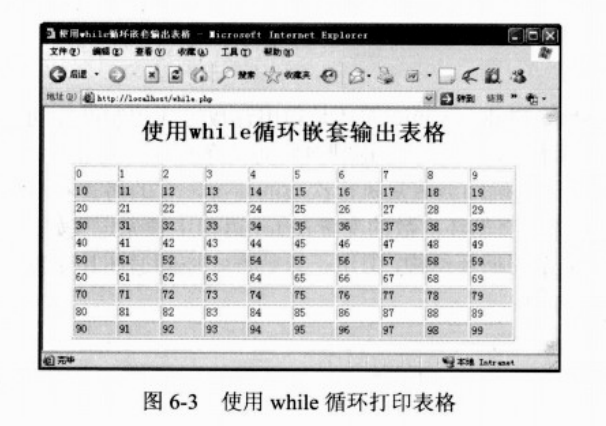 使用while循环嵌套输出表格 - Microsoft Internet Explorer
文件(F) 编辑(E) 查看(V) 收藏(A) 工具(T) 帮助(H)
后退 搜索 收藏夹
地址(D) http://localhost/while.php 转到 链接 »
使用while循环嵌套输出表格
0 1 2 3 4 5 6 7 8 9
10 11 12 13 14 15 16 17 18 19
20 21 22 23 24 25 26 27 28 29
30 31 32 33 34 35 36 37 38 39
40 41 42 43 44 45 46 47 48 49
50 51 52 53 54 55 56 57 58 59
60 61 62 63 64 65 66 67 68 69
70 71 72 73 74 75 76 77 78 79
80 81 82 83 84 85 86 87 88 89
90 91 92 93 94 95 96 97 98 99
完毕 本地 Intranet
图 6-3 使用 while 循环打印表格